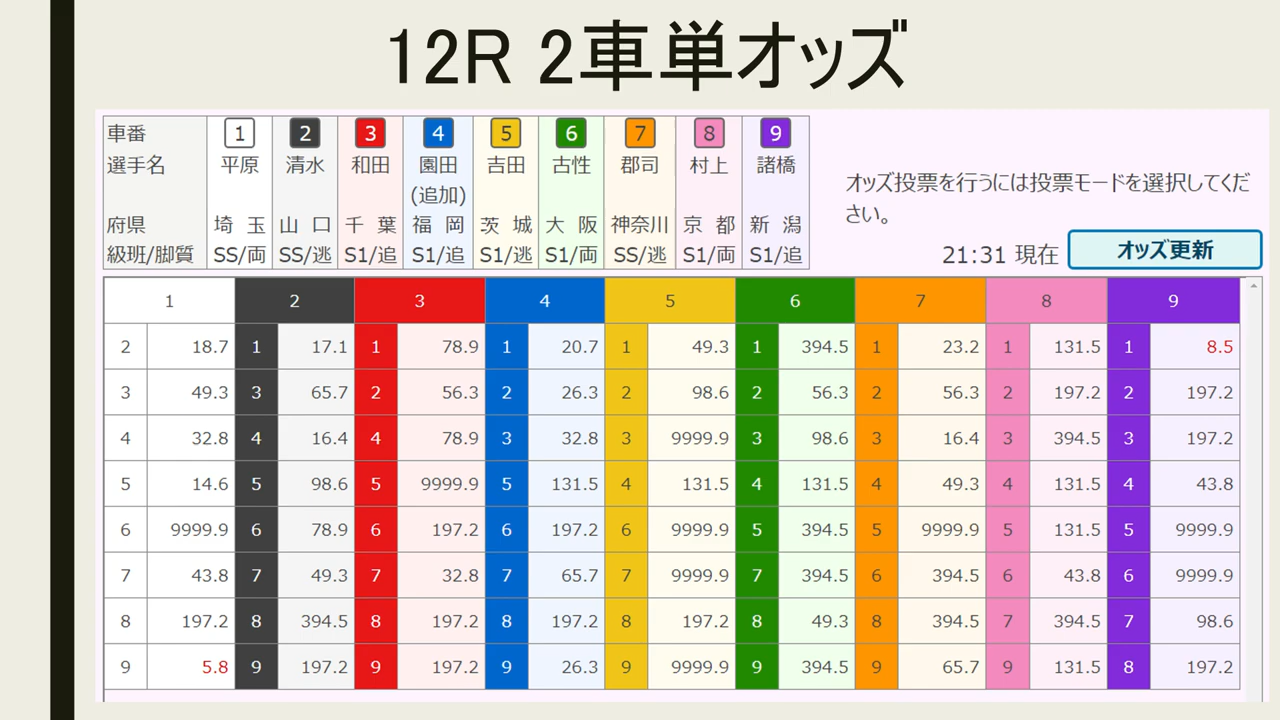 12R 2車単オッズ
車番 1 2 3 4 5 6 7 8 9
選手名 平原 清水 和田 園田 吉田 古性 郡司 村上 諸橋
(追加)
府県 埼 玉 山 口 千 葉 福 岡 茨 城 大 阪 神奈川 京 都 新 潟
級班/脚質 SS/両 SS/逃 S1/追 S1/追 S1/逃 S1/両 SS/逃 S1/両 S1/追
オッズ投票を行うには投票モードを選択してくだ
さい。
21:31 現在 オッズ更新
1 2 3 4 5 6 7 8 9
2 18.7 1 17.1 1 78.9 1 20.7 1 49.3 1 394.5 1 23.2 1 131.5 1 8.5
3 49.3 3 65.7 2 56.3 2 26.3 2 98.6 2 56.3 2 56.3 2 197.2 2 197.2
4 32.8 4 16.4 4 78.9 3 32.8 3 9999.9 3 98.6 3 16.4 3 394.5 3 197.2
5 14.6 5 98.6 5 9999.9 5 131.5 4 131.5 4 131.5 4 49.3 4 131.5 4 43.8
6 9999.9 6 78.9 6 197.2 6 197.2 6 9999.9 5 394.5 5 9999.9 5 131.5 5 9999.9
7 43.8 7 49.3 7 32.8 7 65.7 7 9999.9 7 394.5 6 394.5 6 43.8 6 9999.9
8 197.2 8 394.5 8 197.2 8 197.2 8 197.2 8 49.3 8 394.5 7 394.5 7 98.6
9 5.8 9 197.2 9 197.2 9 26.3 9 9999.9 9 394.5 9 65.7 9 131.5 8 197.2